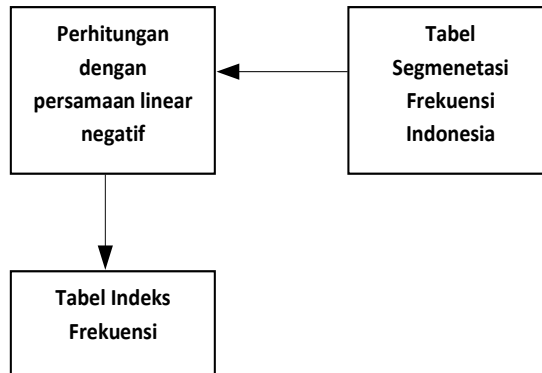 Perhitungan
dengan
persamaan linear
negatif
Tabel
Segmenetasi
Frekuensi
Indonesia
Tabel Indeks
Frekuensi